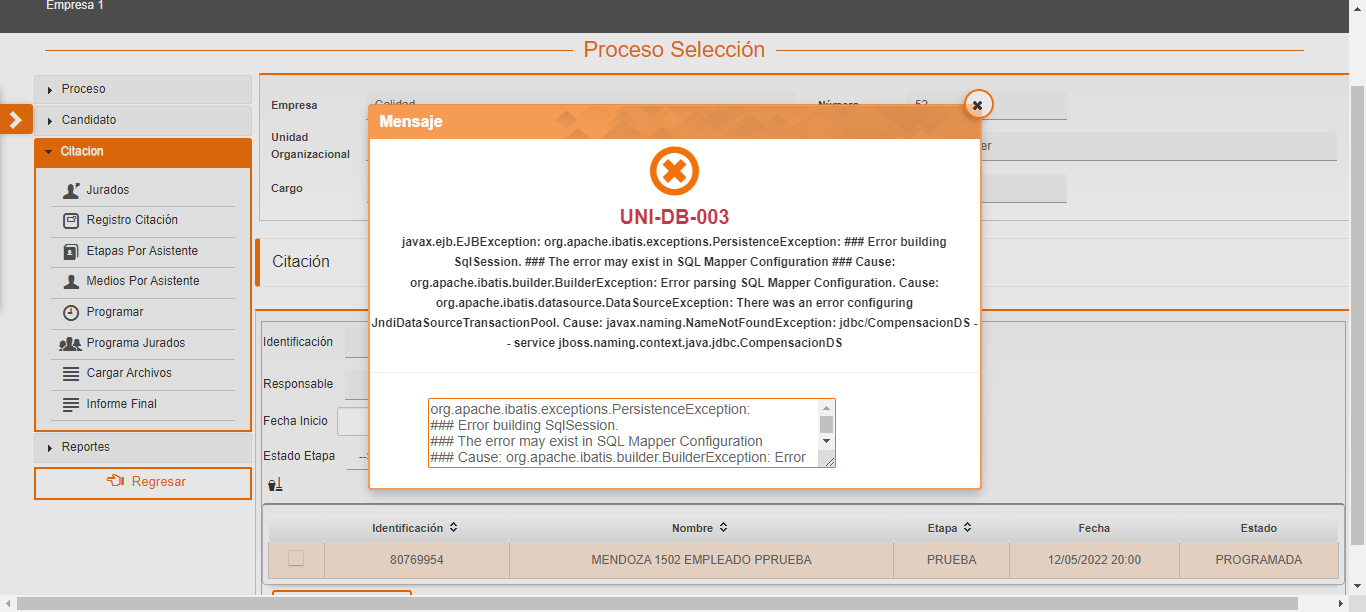 Empresa 1
Proceso Selección
Proceso
Candidato
Citacion
Jurados
Registro Citación
Etapas Por Asistente
Medios Por Asistente
Programar
Programa Jurados
Cargar Archivos
Informe Final
Reportes
Regresar
Empresa
Calidad
Número
52
Unidad
Organizacional
er
Cargo
Citación
Identificación
Responsable
Fecha Inicio
Estado Etapa
Mensaje
UNI-DB-003
javax.ejb.EJBException: org.apache.ibatis.exceptions.PersistenceException: ### Error building
SqlSession. ### The error may exist in SQL Mapper Configuration ### Cause:
org.apache.ibatis.builder.BuilderException: Error parsing SQL Mapper Configuration. Cause:
org.apache.ibatis.datasource.DataSourceException: There was an error configuring
JndiDataSourceTransactionPool. Cause: javax.naming.NameNotFoundException: jdbc/CompensacionDS -
- service jboss.naming.context.java.jdbc.CompensacionDS
org.apache.ibatis.exceptions.PersistenceException:
### Error building SqlSession.
### The error may exist in SQL Mapper Configuration
### Cause: org.apache.ibatis.builder.BuilderException: Error
Identificación Nombre Etapa Fecha Estado
80769954 MENDOZA 1502 EMPLEADO PPRUEBA PRUEBA 12/05/2022 20:00 PROGRAMADA